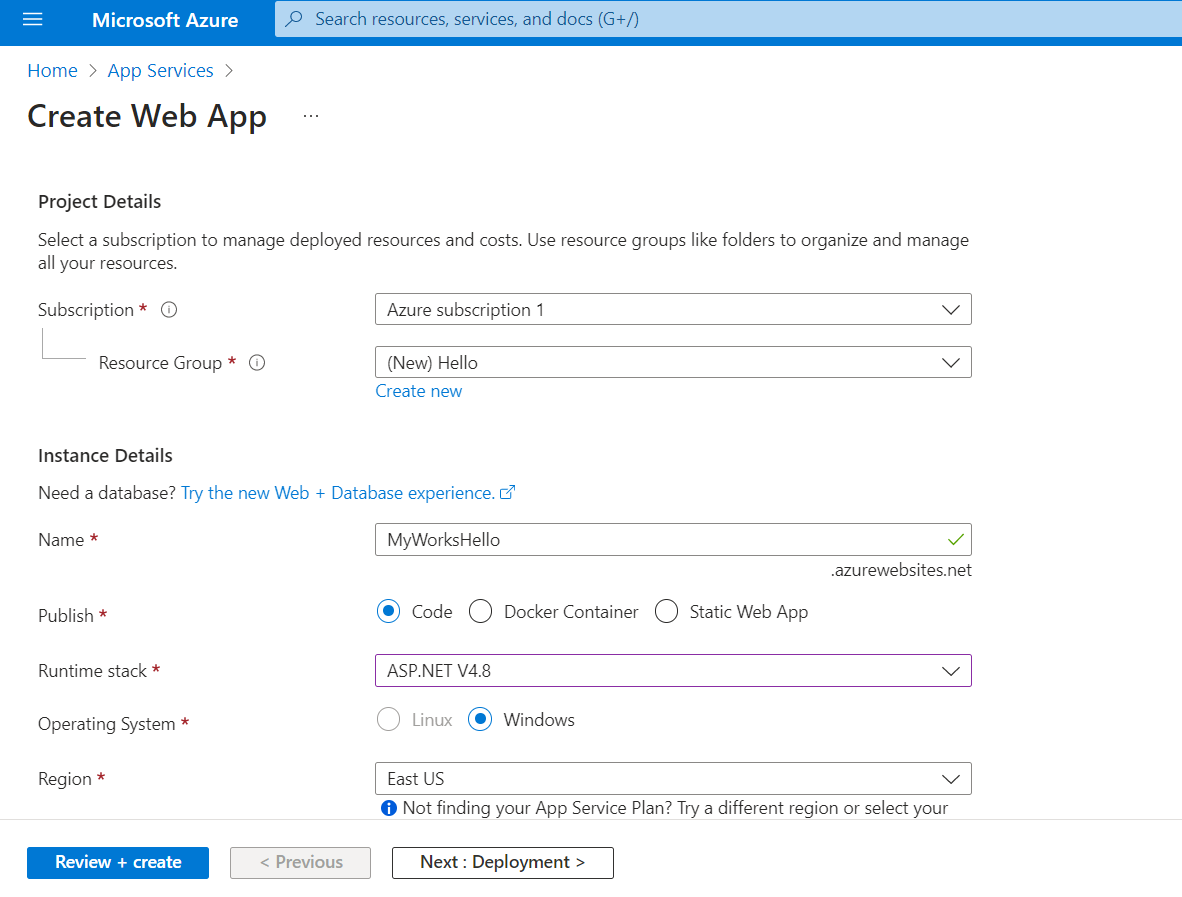 Microsoft Azure
Search resources, services, and docs (G+/)
Home > App Services >
Create Web App ...
Project Details
Select a subscription to manage deployed resources and costs. Use resource groups like folders to organize and manage
all your resources.
Subscription *
Azure subscription 1
Resource Group *
(New) Hello
Create new
Instance Details
Need a database? Try the new Web + Database experience.
Name *
MyWorksHello
.azurewebsites.net
Publish *
Code Docker Container Static Web App
Runtime stack *
ASP.NET V4.8
Operating System *
Linux Windows
Region *
East US
Not finding your App Service Plan? Try a different region or select your
Review + create
< Previous
Next : Deployment >